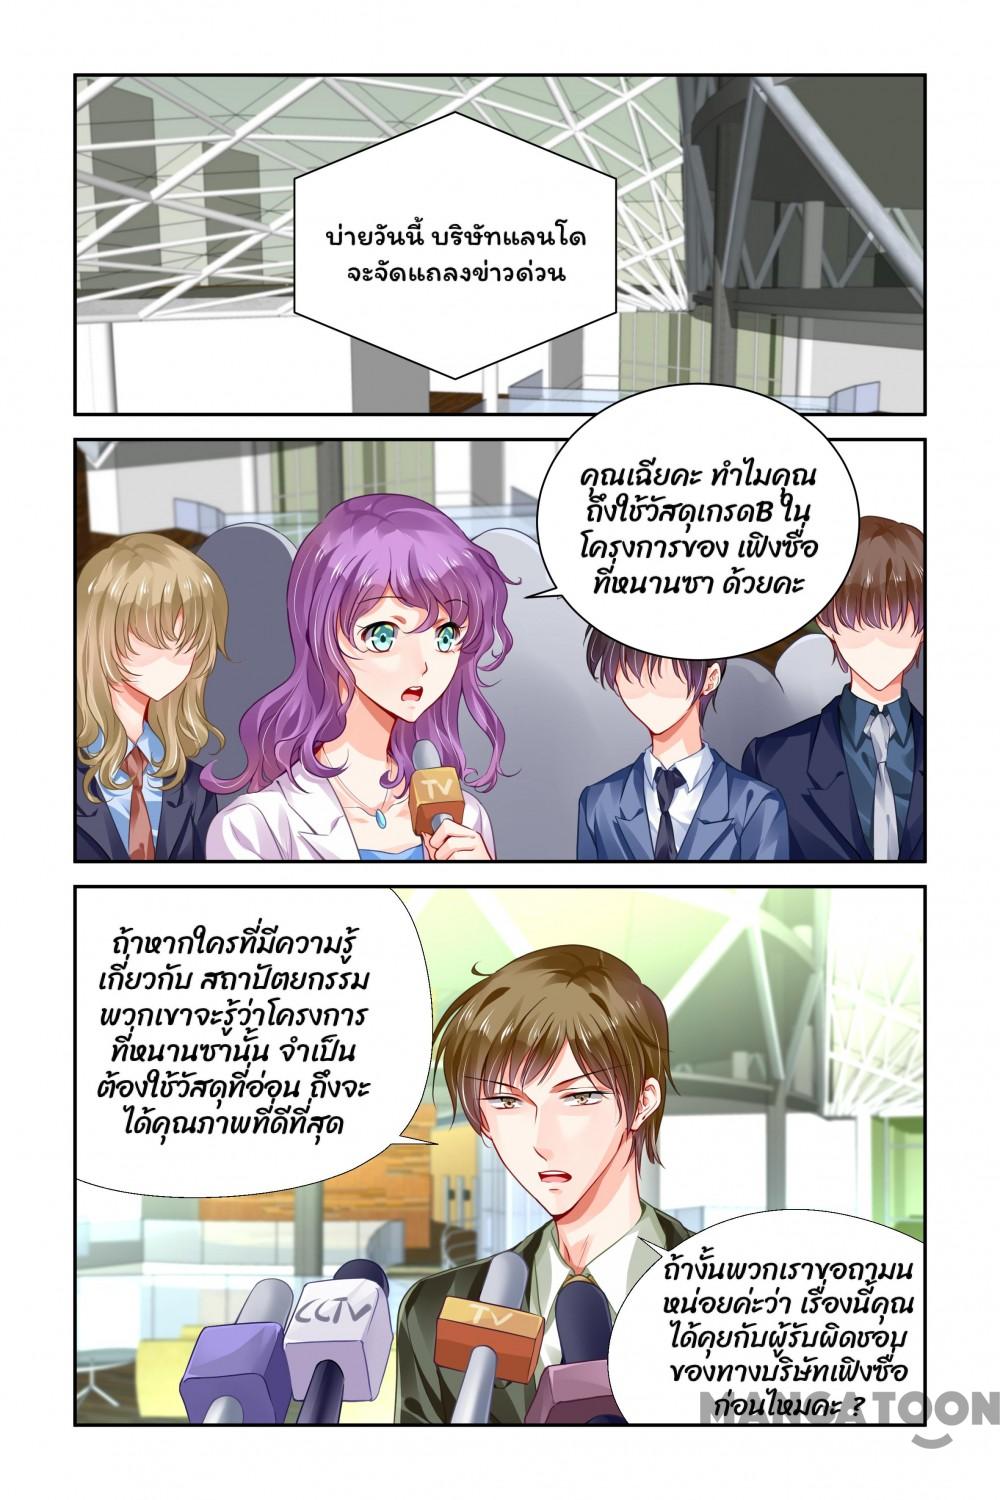 บ่ายวันนี้ บริษัทแลนโด
จะจัดแถลงข่าวด่วน
คุณเฉียคะ ทำไมคุณ
ถึงใช้วัสดุเกรดB ใน
โครงการของ เฟิงซื่อ
ที่หนานซา ด้วยคะ
TV
ถ้าหากใครที่มีความรู้
เกี่ยวกับ สถาปัตยกรรม
พวกเขาจะรู้ว่าโครงการ
ที่หนานซานั้น จำเป็น
ต้องใช้วัสดุที่อ่อน ถึงจะ
ได้คุณภาพที่ดีที่สุด
ถ้างั้นพวกเราขอถามน
หน่อยค่ะว่า เรื่องนี้คุณ
ได้คุยกับผู้รับผิดชอบ
ของทางบริษัทเฟิงซื่อ
ก่อนไหมคะ ?
CCTV
TV
MANGATOON